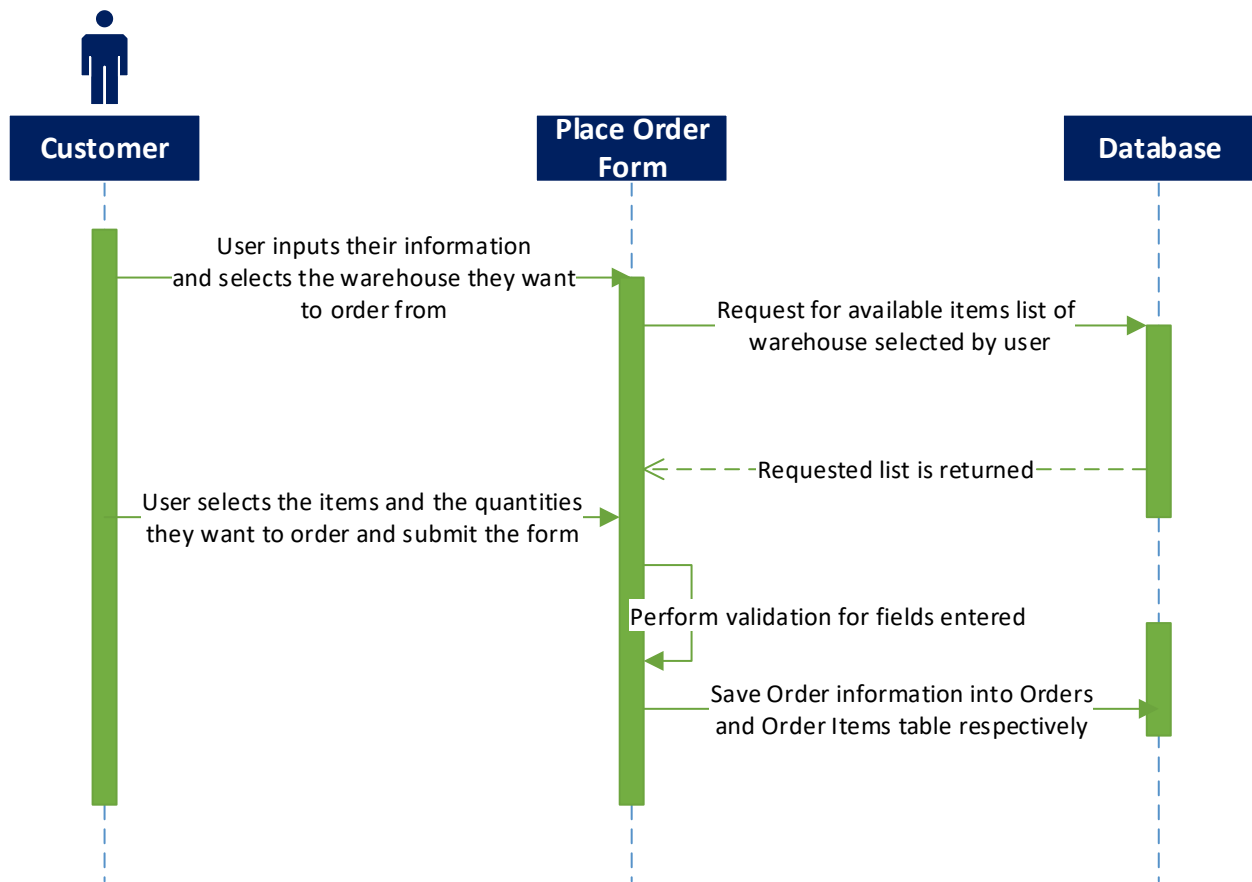 Customer
Place Order
Form
Database
User inputs their information
and selects the warehouse they want
to order from
Request for available items list of
warehouse selected by user
Requested list is returned
User selects the items and the quantities
they want to order and submit the form
Perform validation for fields entered
Save Order information into Orders
and Order Items table respectively